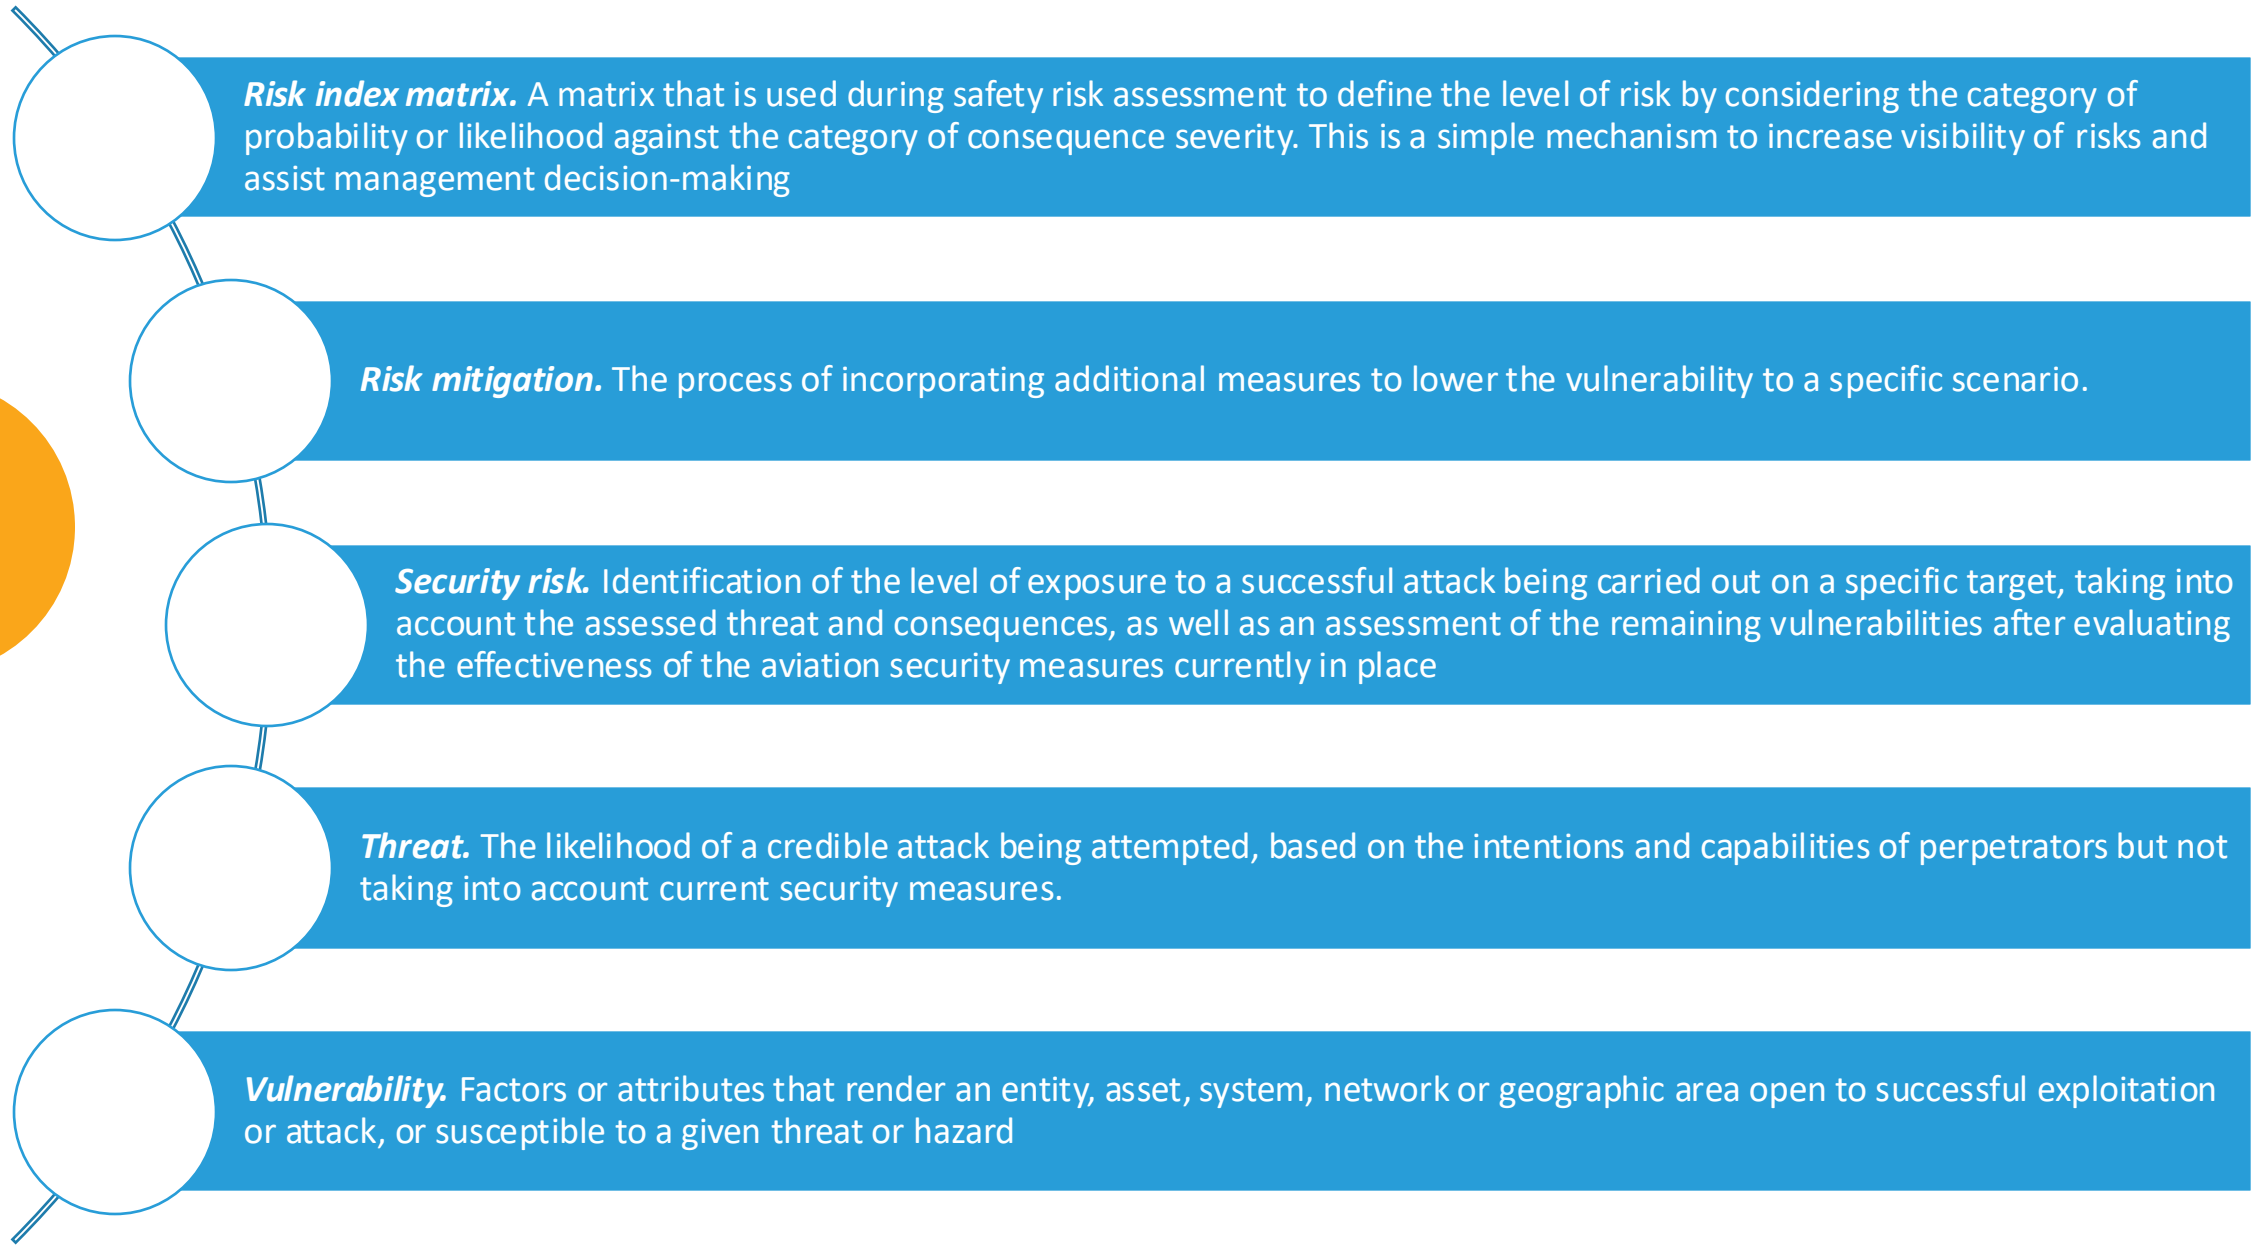 Risk index matrix. A matrix that is used during safety risk assessment to define the level of risk by considering the category of
probability or likelihood against the category of consequence severity. This is a simple mechanism to increase visibility of risks and
assist management decision-making
Risk mitigation. The process of incorporating additional measures to lower the vulnerability to a specific scenario.
Security risk. Identification of the level of exposure to a successful attack being carried out on a specific target, taking into
account the assessed threat and consequences, as well as an assessment of the remaining vulnerabilities after evaluating
the effectiveness of the aviation security measures currently in place
Threat. The likelihood of a credible attack being attempted, based on the intentions and capabilities of perpetrators but not
taking into account current security measures.
Vulnerability. Factors or attributes that render an entity, asset, system, network or geographic area open to successful exploitation
or attack, or susceptible to a given threat or hazard